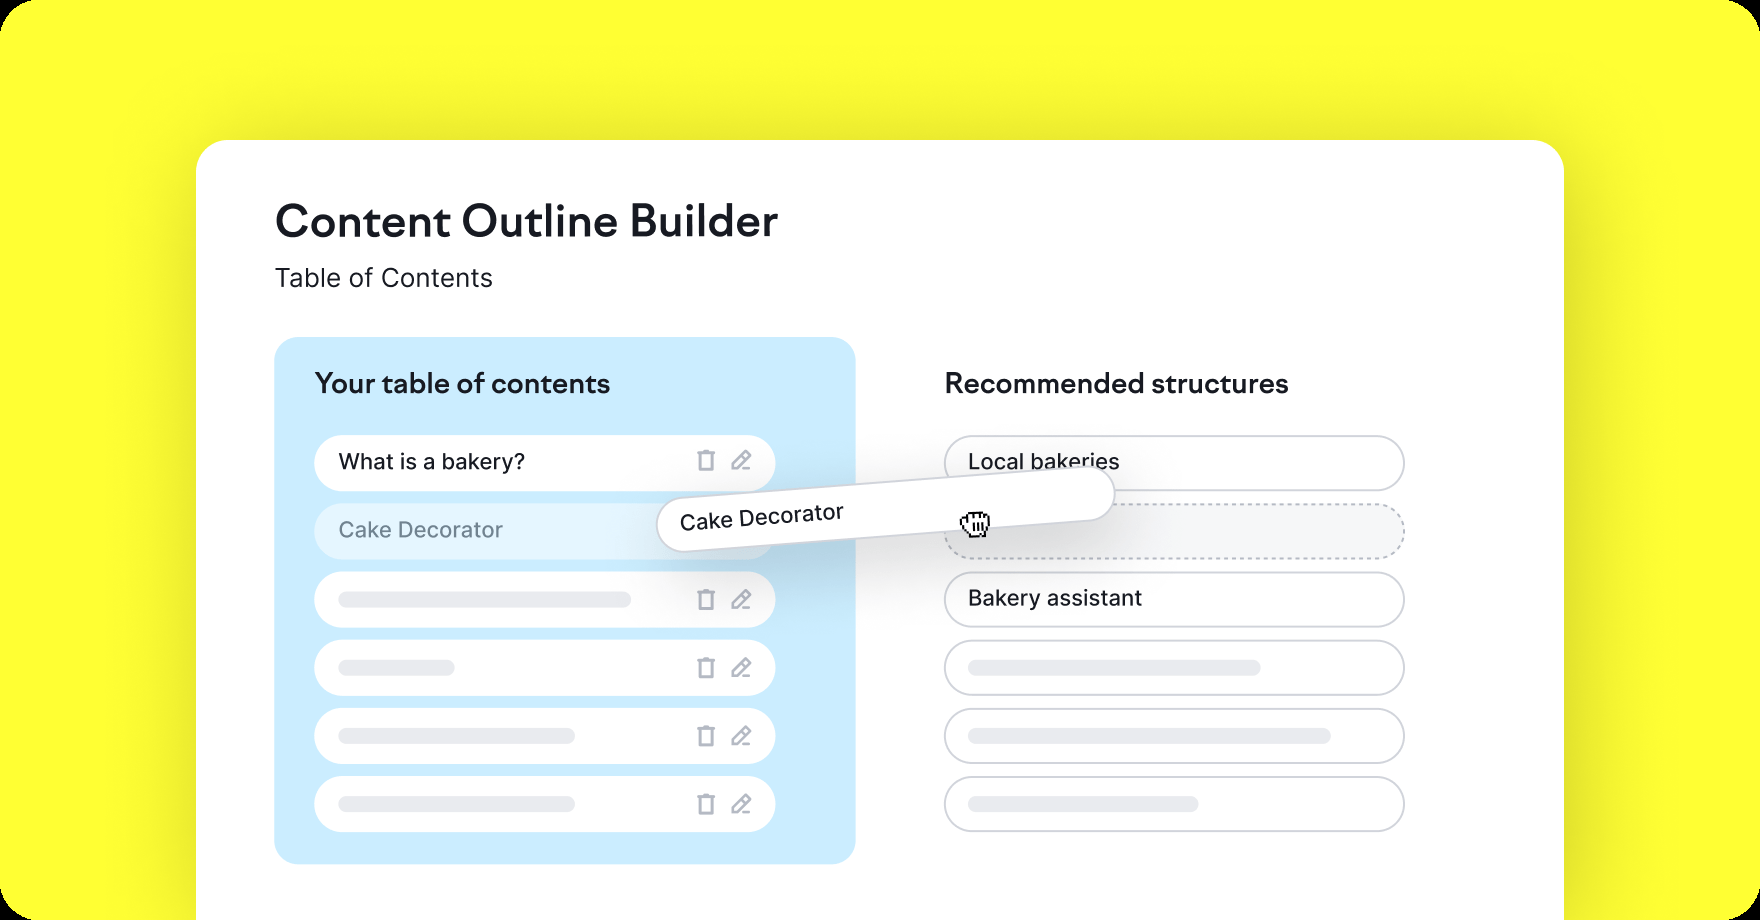 Content Outline Builder
Table of Contents
Your table of contents
What is a bakery?
Cake Decorator
Cake Decorator
Recommended structures
Local bakeries
Bakery assistant